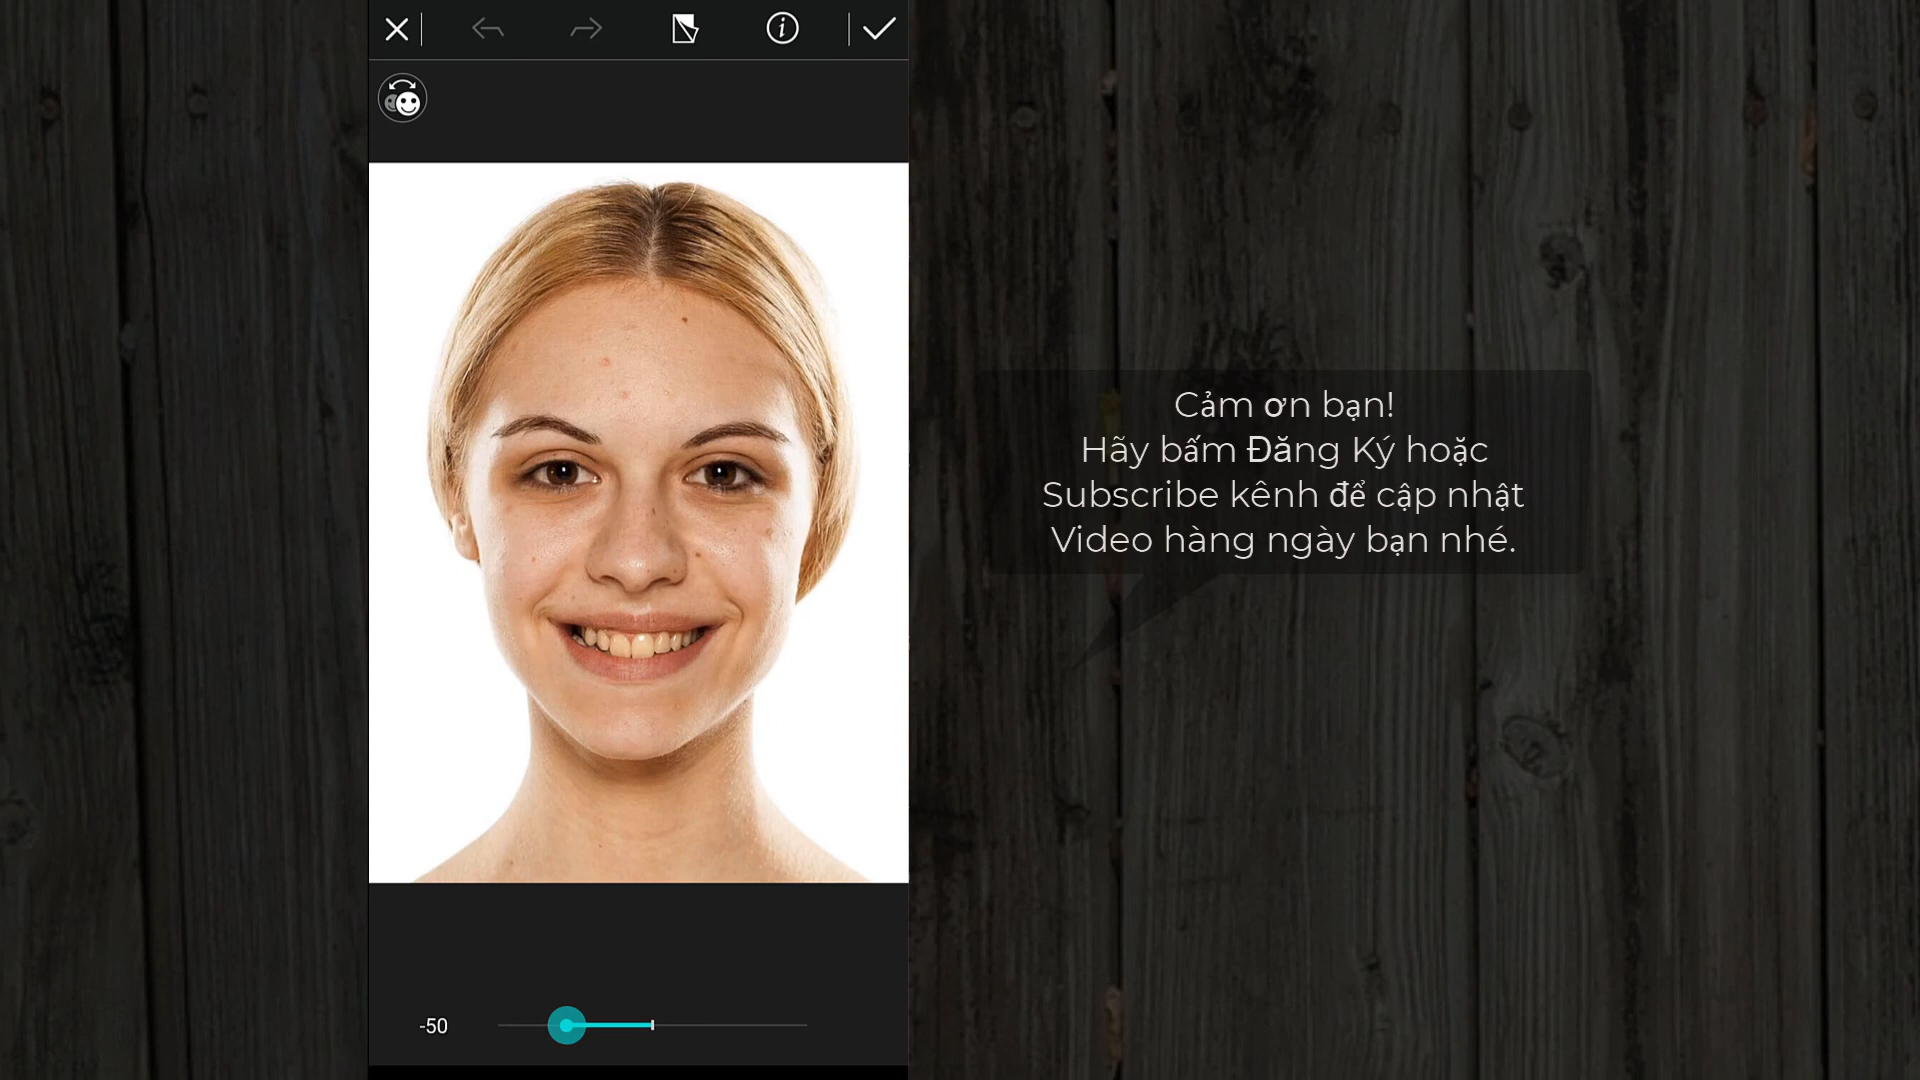 Cảm ơn bạn!
Hãy bấm Đăng Ký hoặc
Subscribe kênh để cập nhật
Video hàng ngày bạn nhé.
-50